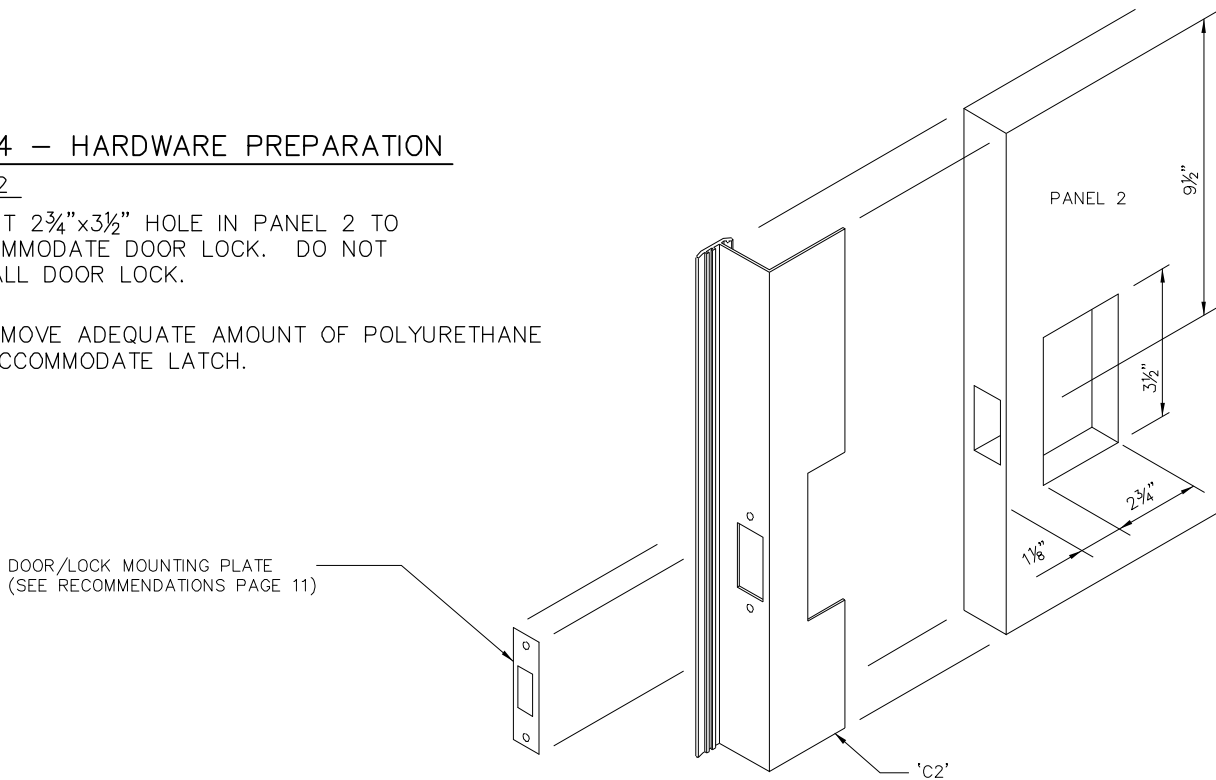 4 – HARDWARE PREPARATION
2
T 2¾"x3½" HOLE IN PANEL 2 TO
MMODATE DOOR LOCK. DO NOT
ALL DOOR LOCK.
MOVE ADEQUATE AMOUNT OF POLYURETHANE
CCOMMODATE LATCH.
PANEL 2
9½"
3½"
2¾"
1⅛"
DOOR/LOCK MOUNTING PLATE
(SEE RECOMMENDATIONS PAGE 11)
'C2'